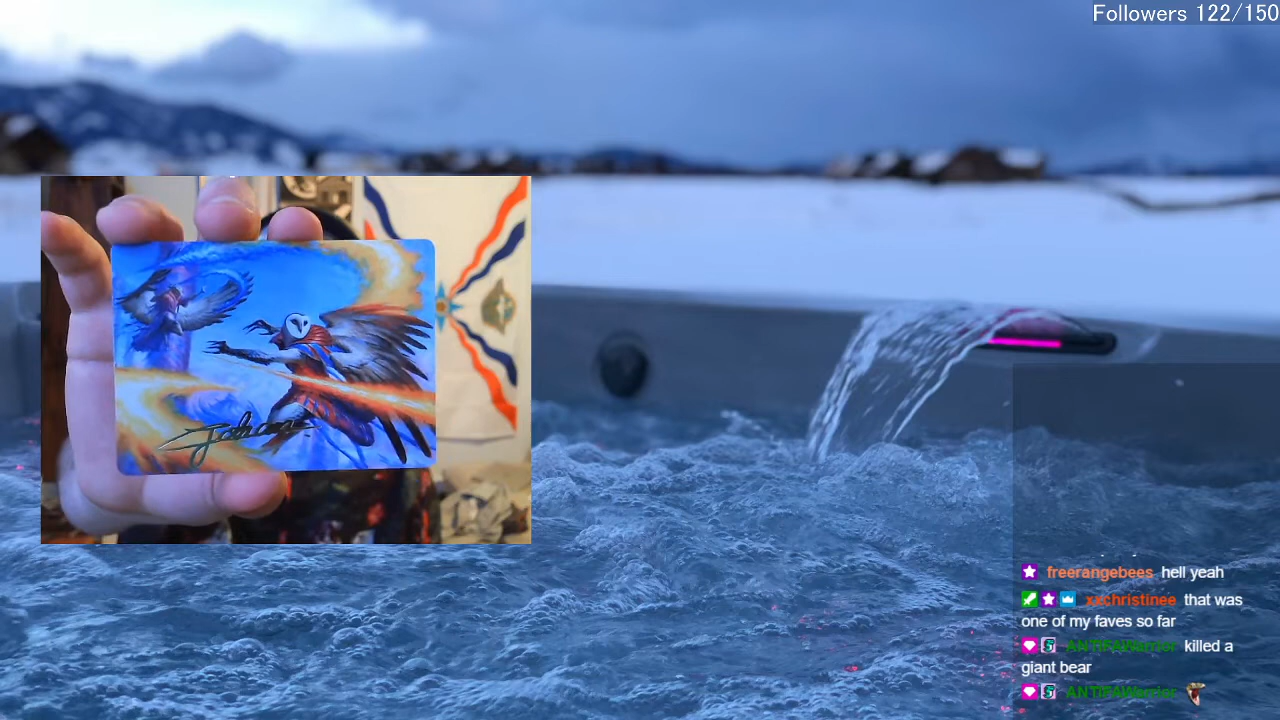 Followers 122/150
freerangebees hell yeah
xxchristinee that was
one of my faves so far
ANTIFAWarrior killed a
giant bear
ANTIFAWarrior